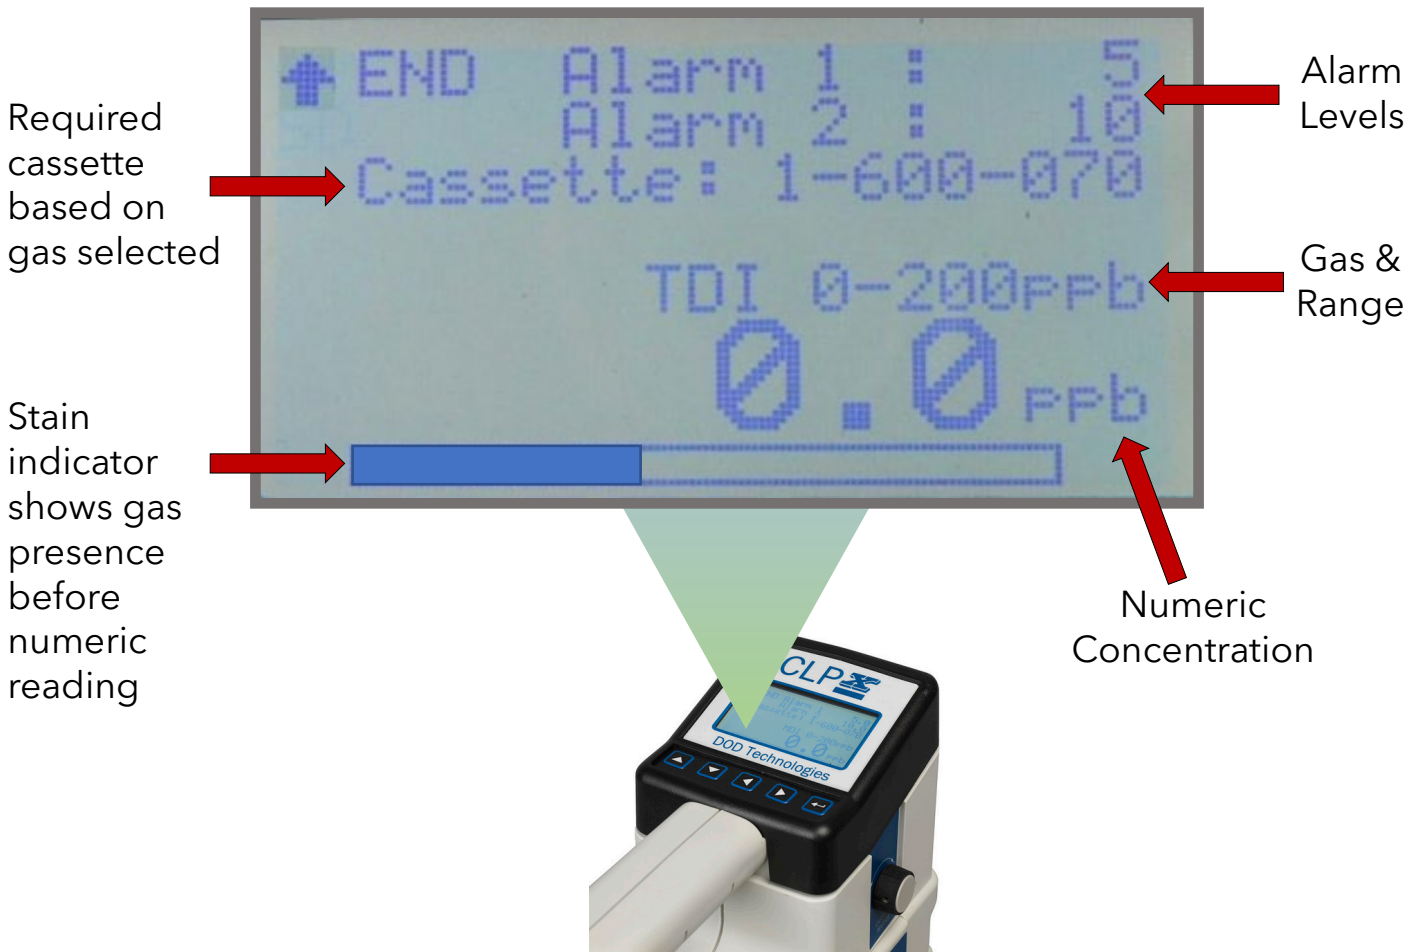 END Alarm 1 : 5
Alarm 2 : 10
Cassette: 1-600-070
TDI 0-200ppb
0.0 ppb
Alarm
Levels
Required
cassette
based on
gas selected
Gas &
Range
Stain
indicator
shows gas
presence
before
numeric
reading
Numeric
Concentration
CLPx
DOD Technologies